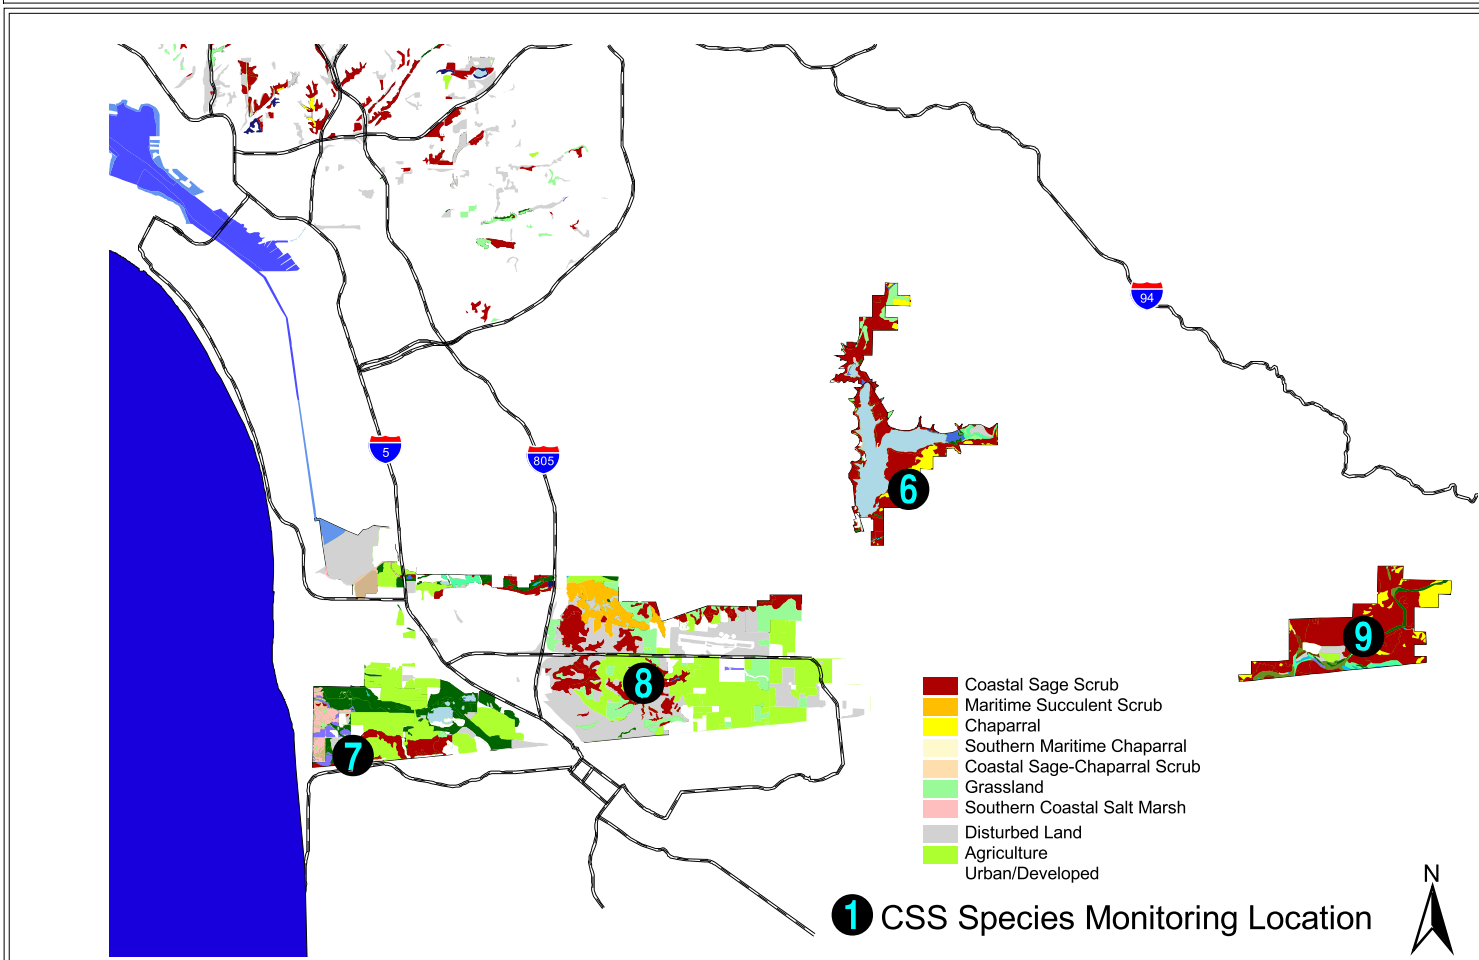 94
5
805
6
9
8
7
Coastal Sage Scrub
Maritime Succulent Scrub
Chaparral
Southern Maritime Chaparral
Coastal Sage-Chaparral Scrub
Grassland
Southern Coastal Salt Marsh
Disturbed Land
Agriculture
Urban/Developed
N
1 CSS Species Monitoring Location